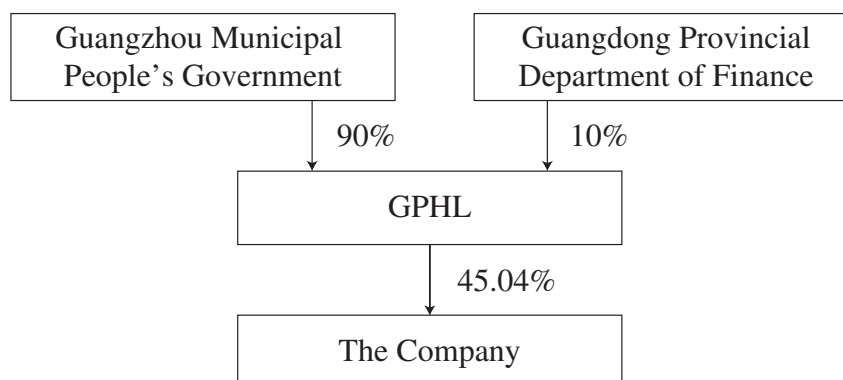 Guangzhou Municipal
People’s Government
Guangdong Provincial
Department of Finance
90%
10%
GPHL
45.04%
The Company